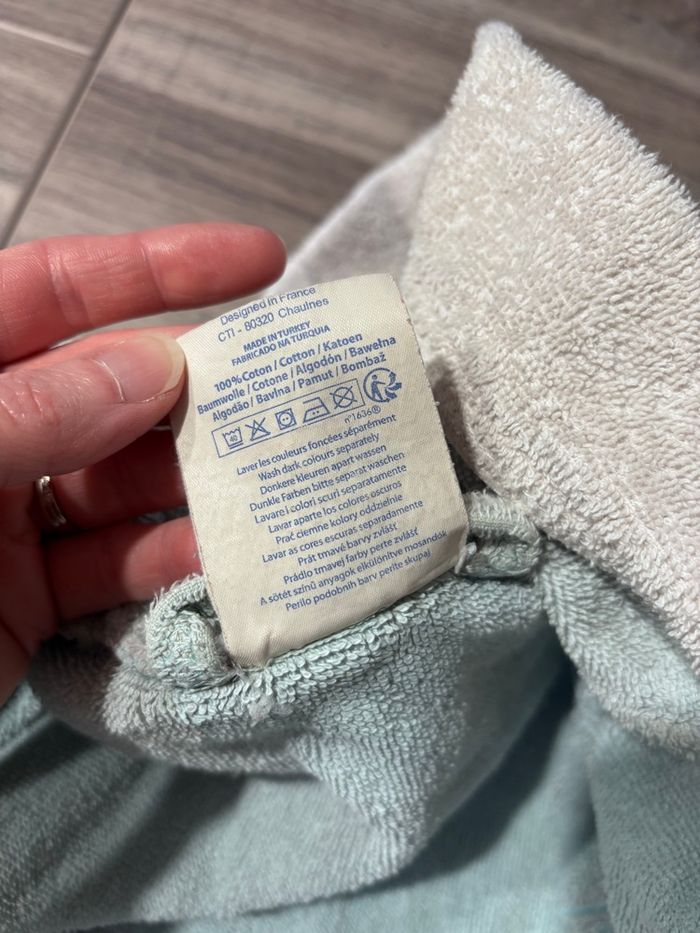 Designed in France
CTI - 80320 Chaulnes
MADE IN TURKEY
FABRICADO NA TURQUIA
100% Coton / Cotton / Katoen
Baumwolle / Cotone / Algodón / Bawełna
Algodão / Bavlna / Pamut / Bombaž
40
n°1636®
Laver les couleurs foncées séparément
Wash dark colours separately
Donkere kleuren apart wassen
Dunkle Farben bitte separat waschen
Lavare i colori scuri separatamente
Lavar aparte los colores oscuros
Prać ciemne kolory oddzielnie
Lavar as cores escuras separadamente
Prát tmavé barvy zvlášť
Prádlo tmavej farby perte zvlášť
A sötét színű anyagok elkülönítve mosandók
Perilo podobnih barv perite skupaj